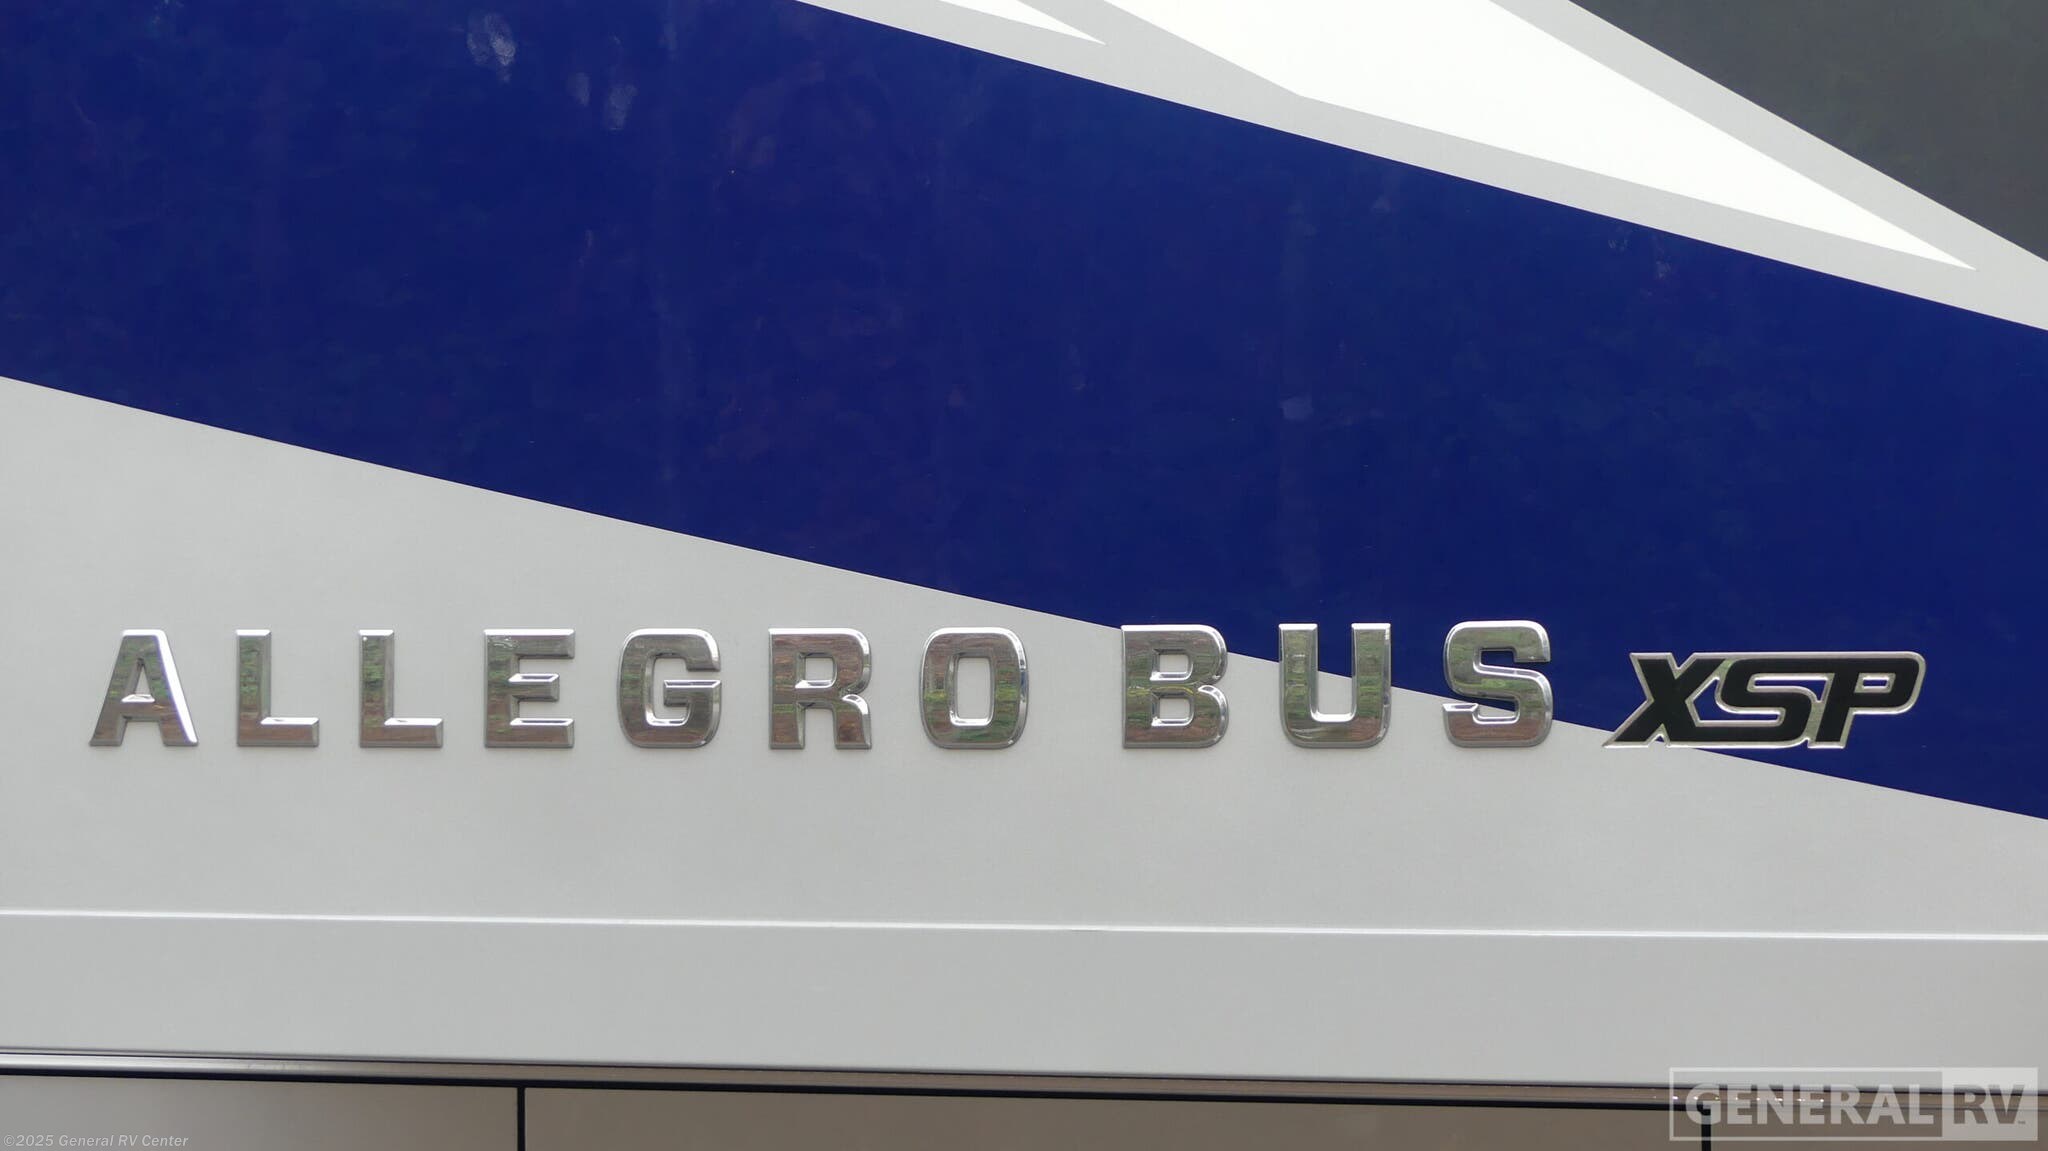 ALLEGRO BUS XSP
GENERAL RV
©2025 General RV Center